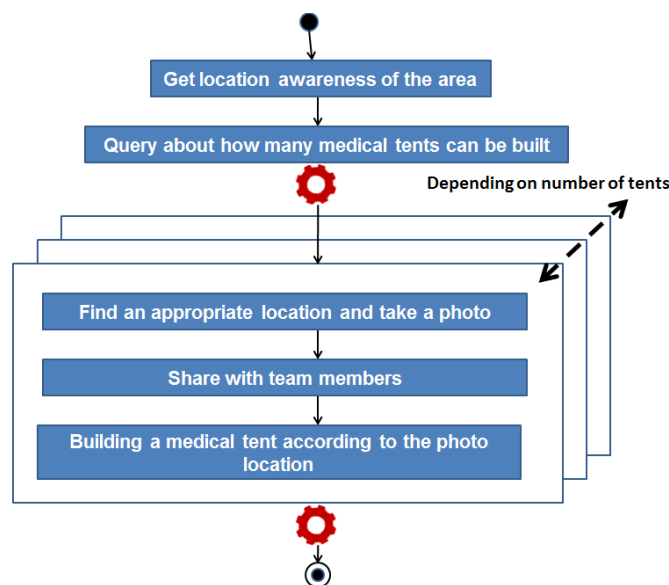 Get location awareness of the area
Query about how many medical tents can be built
Depending on number of tents
Find an appropriate location and take a photo
Share with team members
Building a medical tent according to the photo
location